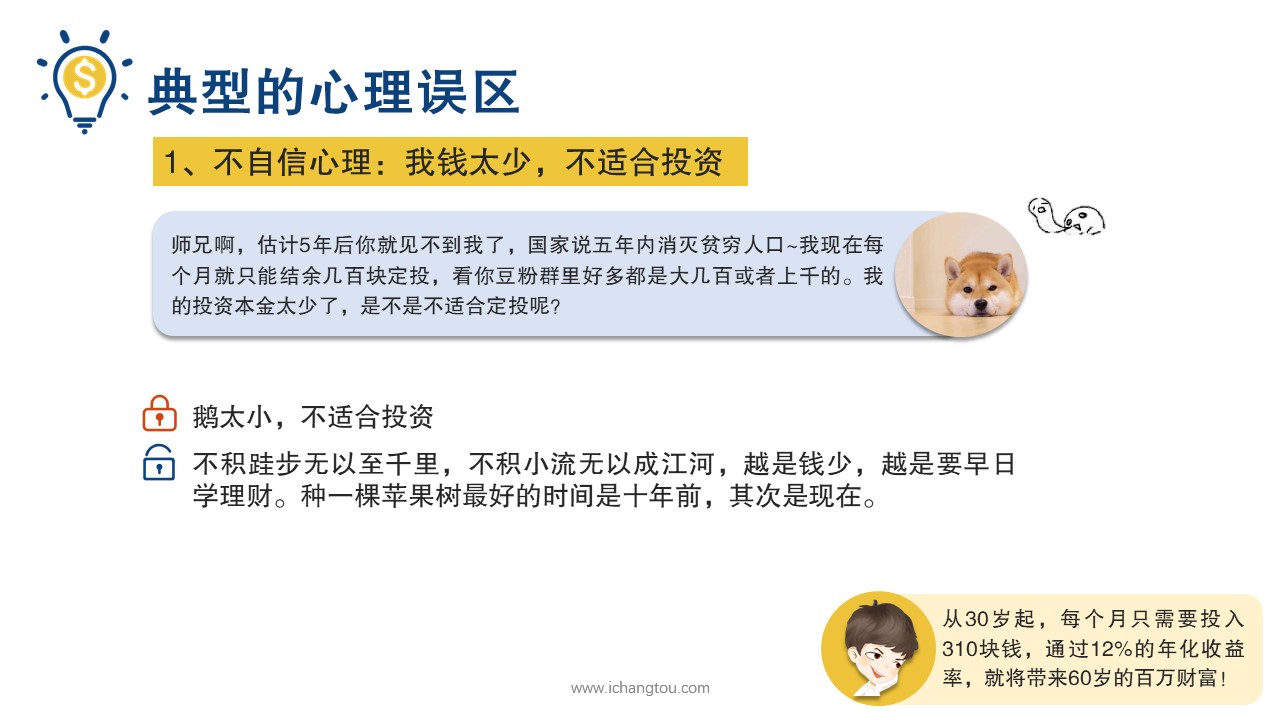 典型的心理误区
1、不自信心理：我钱太少，不适合投资
师兄啊，估计5年后你就见不到我了，国家说五年内消灭贫穷人口~我现在每
个月就只能结余几百块定投，看你豆粉群里好多都是大几百或者上千的。我
的投资本金太少了，是不是不适合定投呢?
鹅太小，不适合投资
不积跬步无以至千里，不积小流无以成江河，越是钱少，越是要早日
学理财。种一棵苹果树最好的时间是十年前，其次是现在。
从30岁起，每个月只需要投入
310块钱，通过12%的年化收益
率，就将带来60岁的百万财富!
www.ichangtou.com